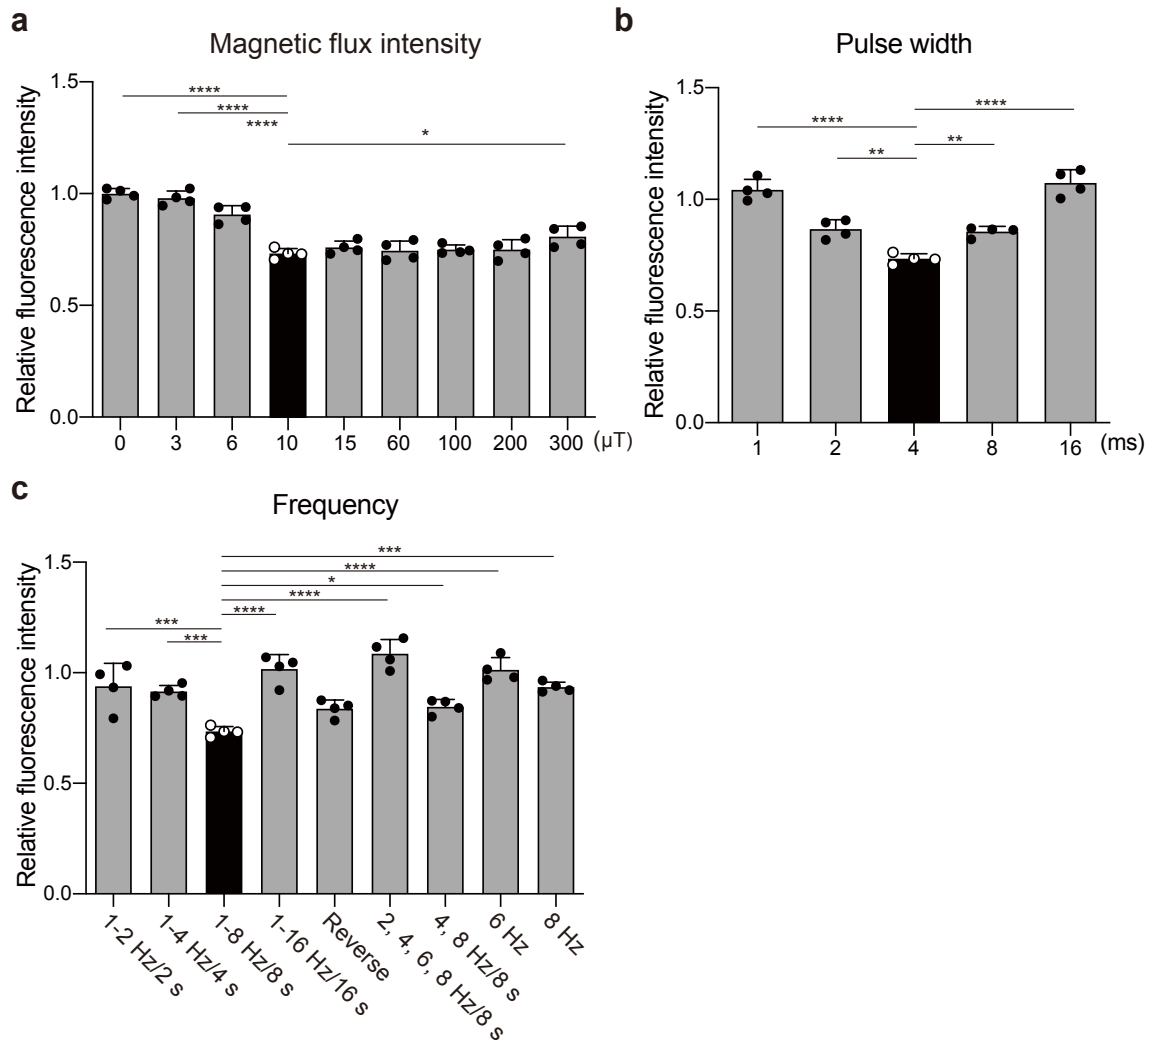 a
Magnetic flux intensity
Relative fluorescence intensity
1.5
1.0
0.5
0.0
****
****
****
*
0 3 6 10 15 60 100 200 300 (µT)
b
Pulse width
Relative fluorescence intensity
1.5
1.0
0.5
0.0
****
****
**
**
1 2 4 8 16 (ms)
c
Frequency
Relative fluorescence intensity
1.5
1.0
0.5
0.0
***
****
*
****
****
***
***
1-2 Hz/2 s
1-4 Hz/4 s
1-8 Hz/8 s
1-16 Hz/16 s
Reverse
2, 4, 6, 8 Hz/8 s
4, 8 Hz/8 s
6 Hz
8 Hz